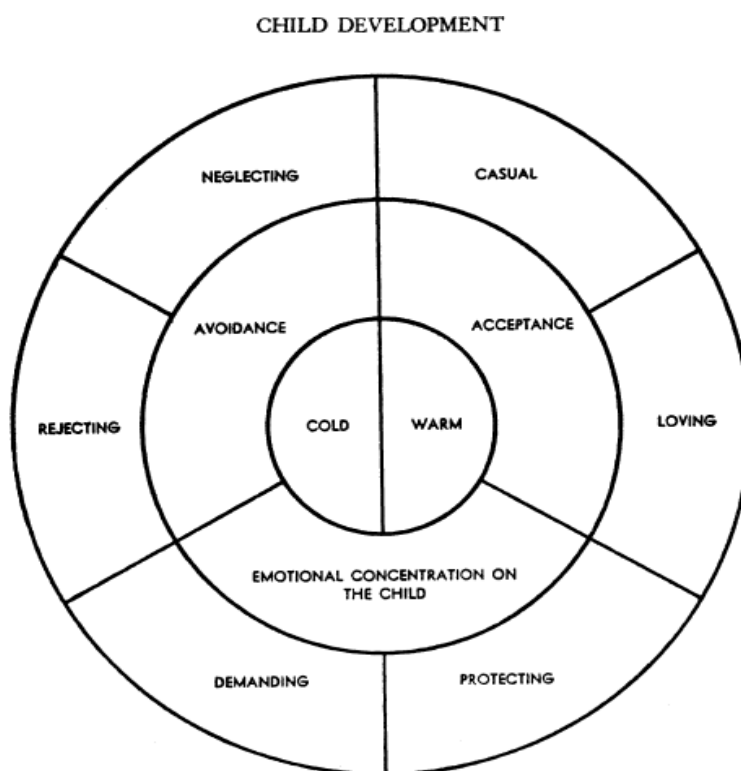 CHILD DEVELOPMENT
NEGLECTING
CASUAL
AVOIDANCE
ACCEPTANCE
REJECTING
COLD
WARM
LOVING
EMOTIONAL CONCENTRATION ON
THE CHILD
DEMANDING
PROTECTING